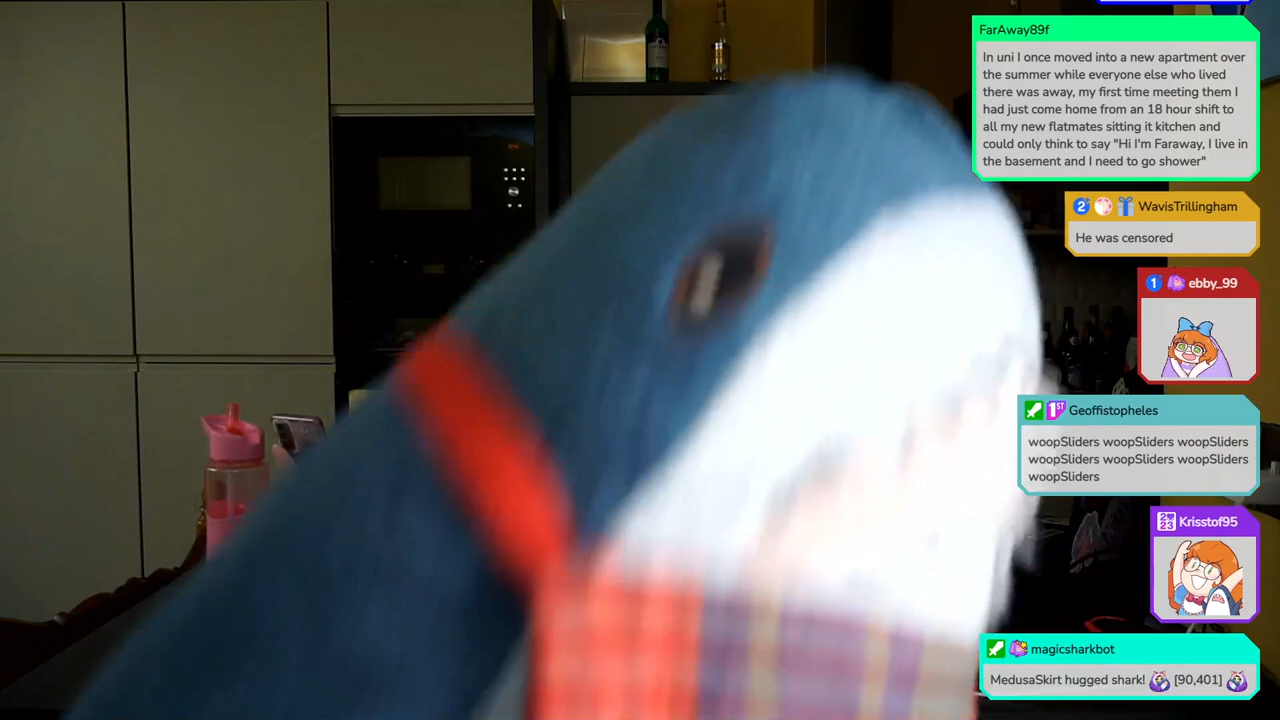 FarAway89f
In uni I once moved into a new apartment over
the summer while everyone else who lived
there was away, my first time meeting them I
had just come home from an 18 hour shift to
all my new flatmates sitting it kitchen and
could only think to say "Hi I'm Faraway, I live in
the basement and I need to go shower"
2 WavisTrillingham
He was censored
1 ebby_99
1ST Geoffistopheles
woopSliders woopSliders woopSliders
woopSliders woopSliders woopSliders
woopSliders
Krisstof95
magicsharkbot
MedusaSkirt hugged shark! [90,401]